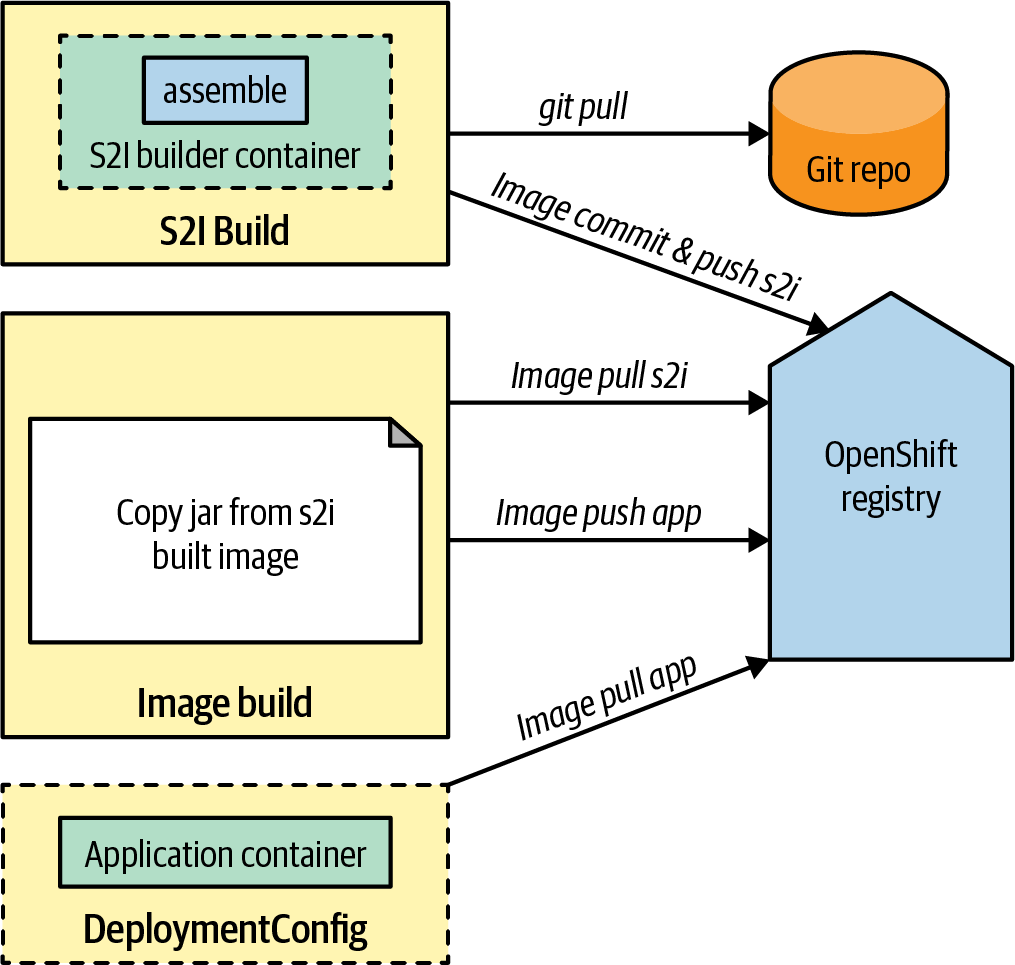 assemble
S2I builder container
S2I Build
git pull
Git repo
Image commit & push s2i
Image pull s2i
OpenShift
registry
Copy jar from s2i
built image
Image push app
Image build
Image pull app
Application container
DeploymentConfig